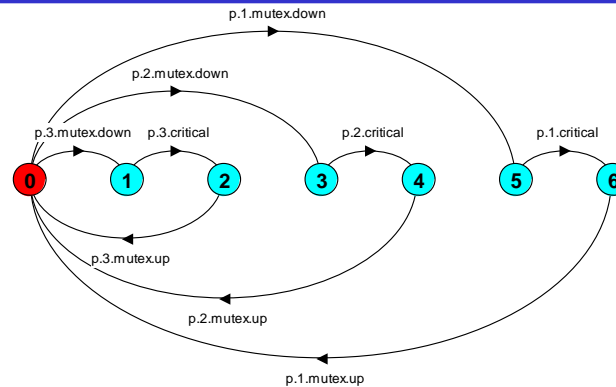 p.1.mutex.down
p.2.mutex.down
p.3.mutex.down p.3.critical p.2.critical p.1.critical
0 1 2 3 4 5 6
p.3.mutex.up
p.2.mutex.up
p.1.mutex.up